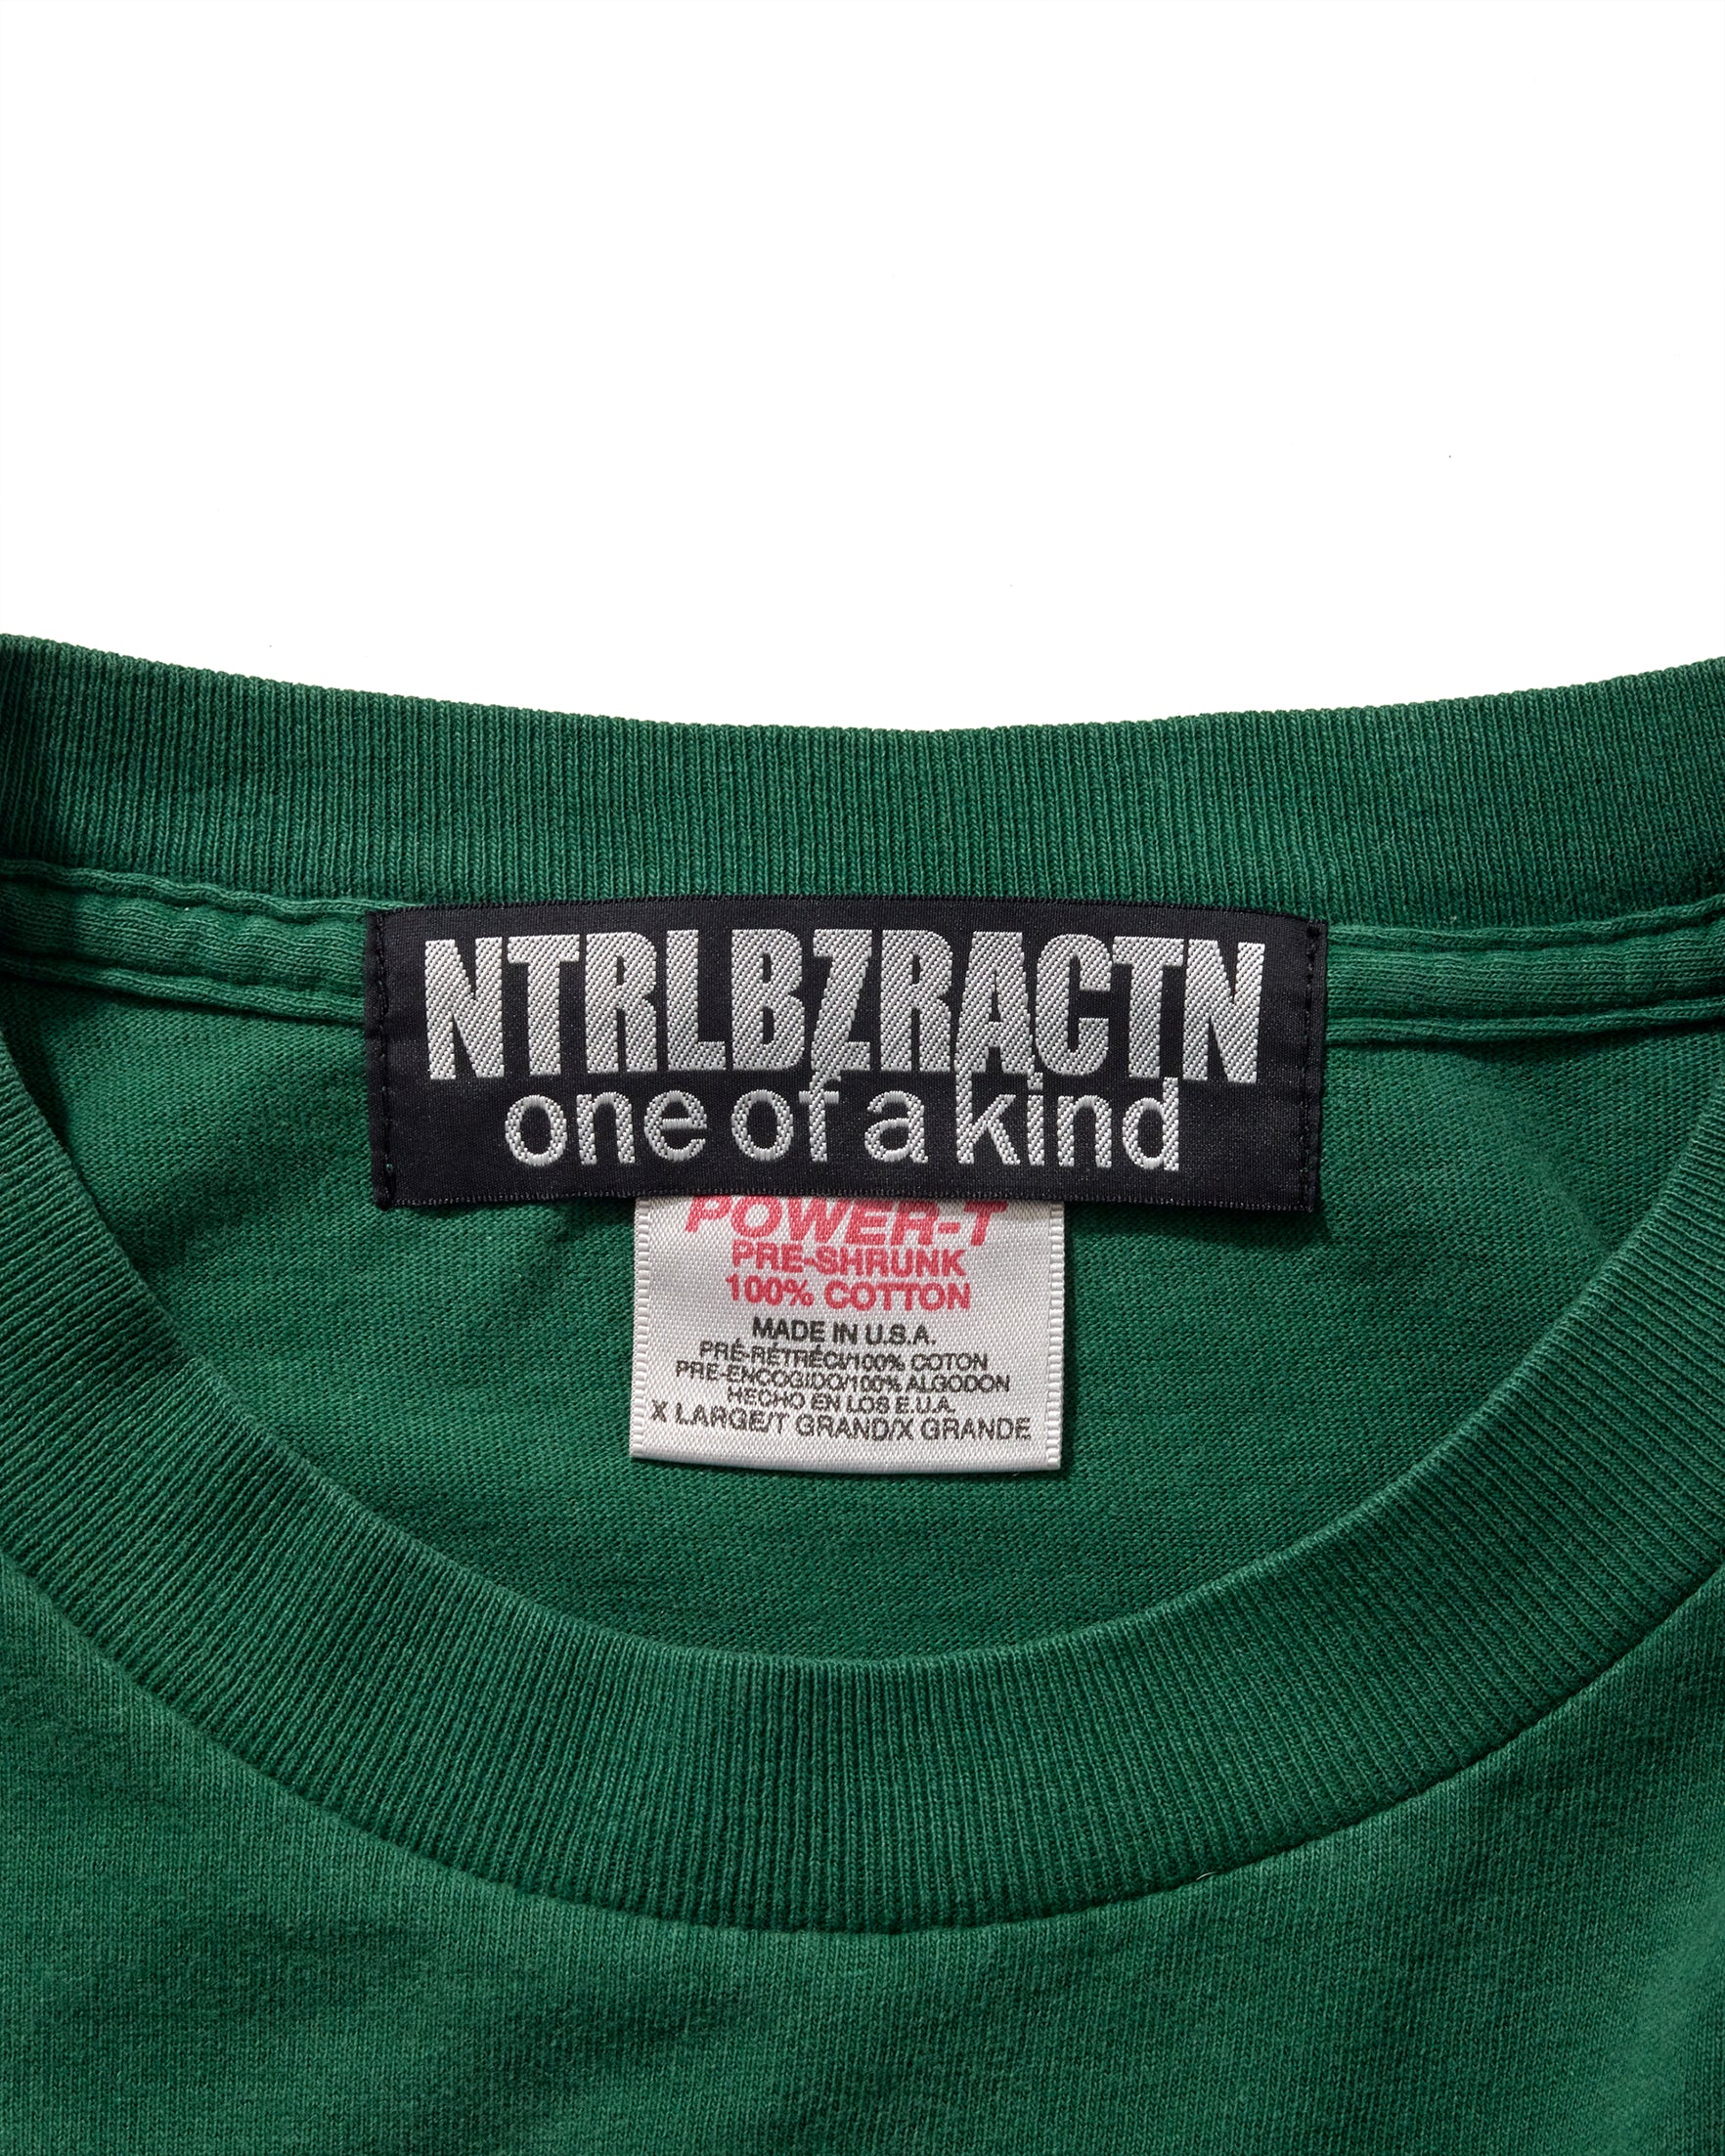 NTRLBZRACTN
one of a kind
POWER-T
PRE-SHRUNK
100% COTTON
MADE IN U.S.A.
PRÉ-RÉTRÉCI/100% COTON
PRE-ENCOGIDO/100% ALGODON
HECHO EN LOS E.U.A.
X LARGE/T GRAND/X GRANDE